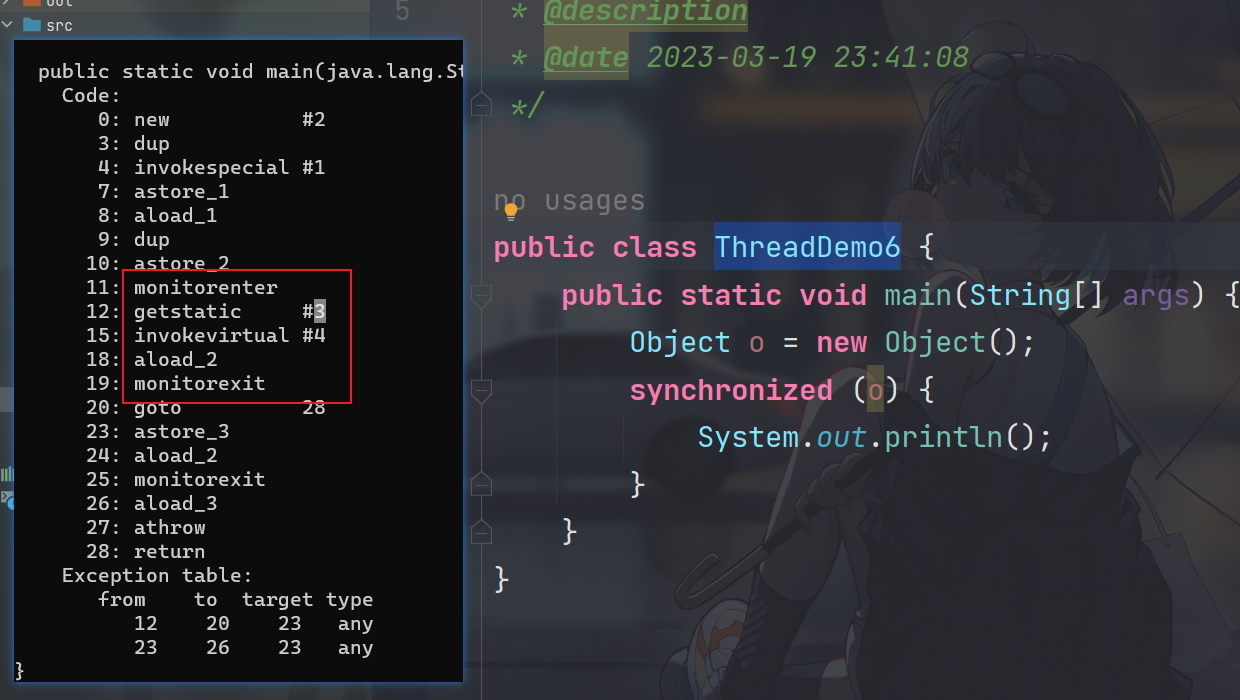 out
src
public static void main(java.lang.St
Code:
0: new #2
3: dup
4: invokespecial #1
7: astore_1
8: aload_1
9: dup
10: astore_2
11: monitorenter
12: getstatic #3
15: invokevirtual #4
18: aload_2
19: monitorexit
20: goto 28
23: astore_3
24: aload_2
25: monitorexit
26: aload_3
27: athrow
28: return
Exception table:
from to target type
12 20 23 any
23 26 23 any
}
5 * @description
* @date 2023-03-19 23:41:08
*/
no usages
public class ThreadDemo6 {
public static void main(String[] args) {
Object o = new Object();
synchronized (o) {
System.out.println();
}
}
}